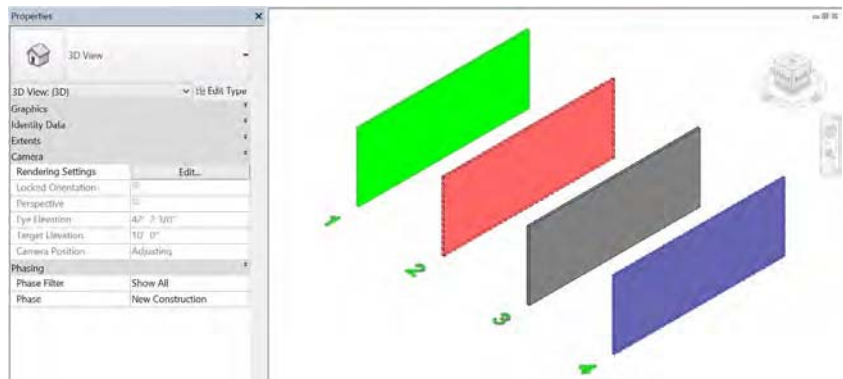 Properties
3D View
3D View: {3D}
Edit Type
Graphics
Identity Data
Extents
Camera
Rendering Settings Edit...
Locked Orientation
Perspective
Eye Elevation
Target Elevation 10' 0"
Camera Position Adjusting
Phasing
Phase Filter Show All
Phase New Construction
1
2
3
4